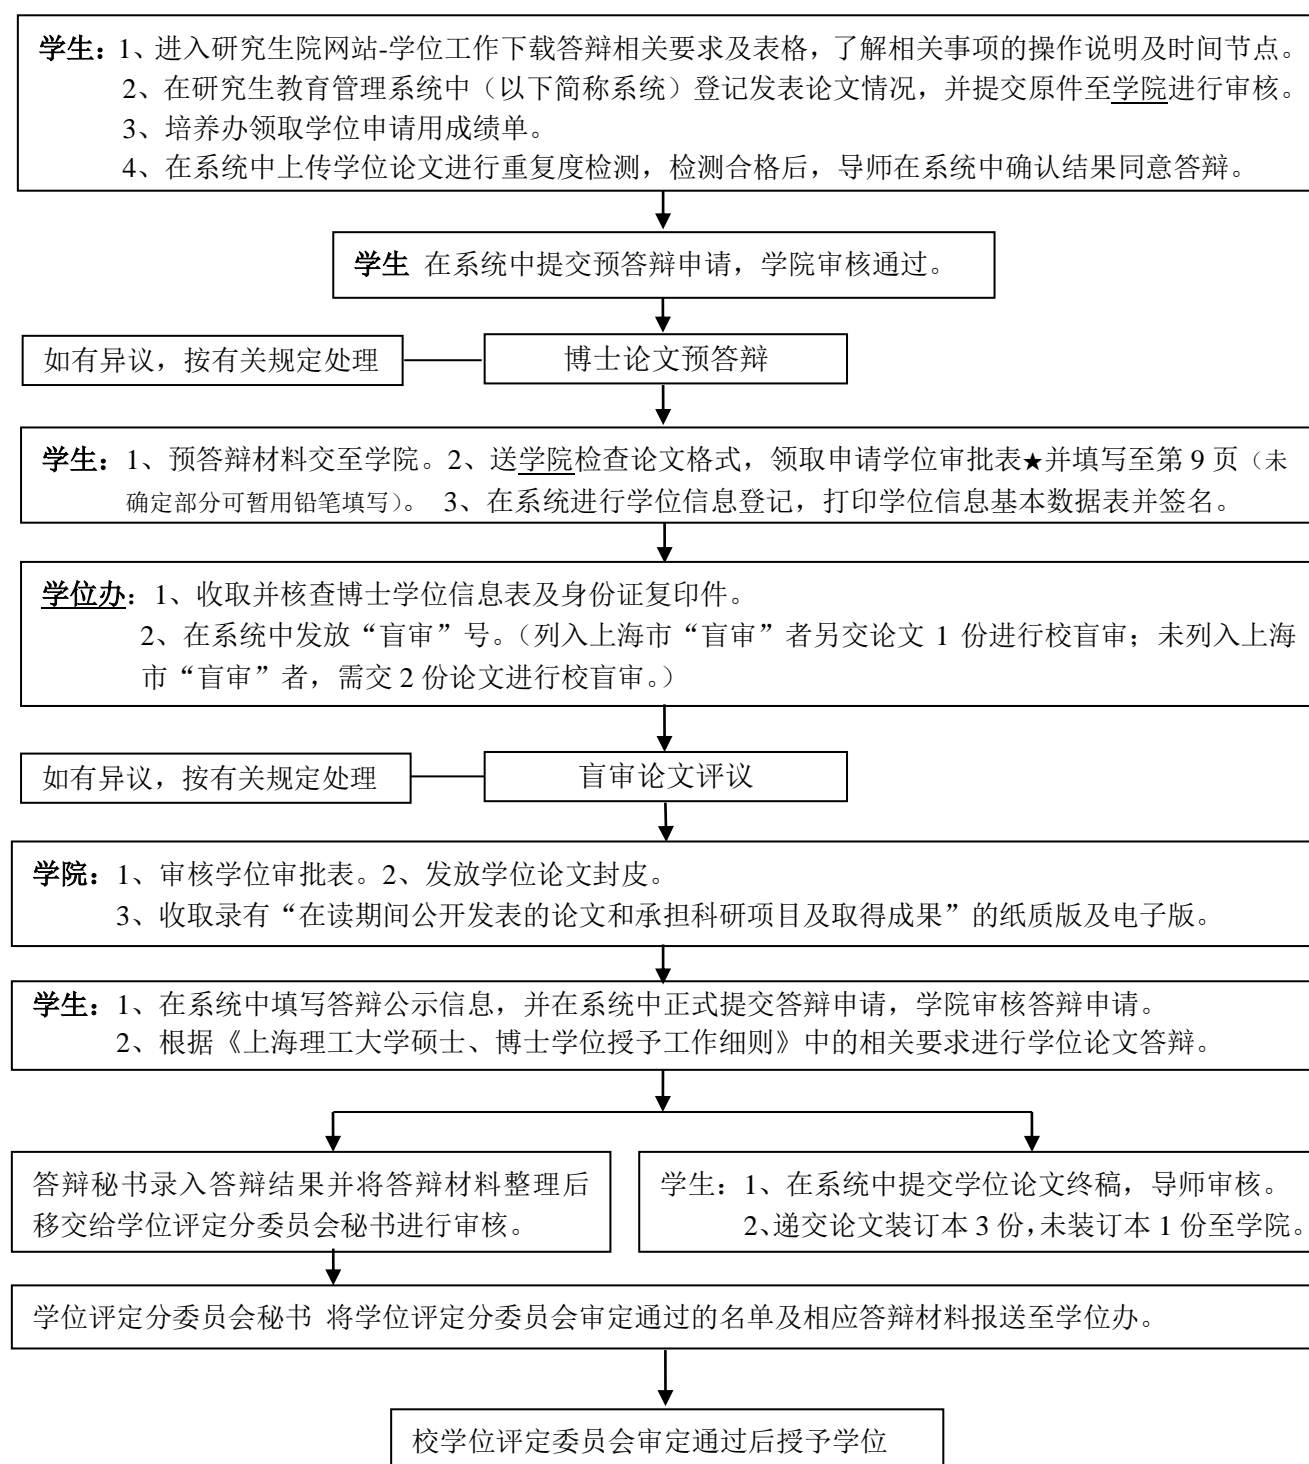 学生：1、进入研究生院网站-学位工作下载答辩相关要求及表格，了解相关事项的操作说明及时间节点。
2、在研究生教育管理系统中（以下简称系统）登记发表论文情况，并提交原件至学院进行审核。
3、培养办领取学位申请用成绩单。
4、在系统中上传学位论文进行重复度检测，检测合格后，导师在系统中确认结果同意答辩。
学生 在系统中提交预答辩申请，学院审核通过。
如有异议，按有关规定处理
博士论文预答辩
学生：1、预答辩材料交至学院。2、送学院检查论文格式，领取申请学位审批表★并填写至第 9 页（未
确定部分可暂用铅笔填写）。 3、在系统进行学位信息登记，打印学位信息基本数据表并签名。
学位办：1、收取并核查博士学位信息表及身份证复印件。
2、在系统中发放“盲审”号。（列入上海市“盲审”者另交论文 1 份进行校盲审；未列入上海
市“盲审”者，需交 2 份论文进行校盲审。）
如有异议，按有关规定处理
盲审论文评议
学院：1、审核学位审批表。2、发放学位论文封皮。
3、收取录有“在读期间公开发表的论文和承担科研项目及取得成果”的纸质版及电子版。
学生：1、在系统中填写答辩公示信息，并在系统中正式提交答辩申请，学院审核答辩申请。
2、根据《上海理工大学硕士、博士学位授予工作细则》中的相关要求进行学位论文答辩。
答辩秘书录入答辩结果并将答辩材料整理后
移交给学位评定分委员会秘书进行审核。
学生：1、在系统中提交学位论文终稿，导师审核。
2、递交论文装订本 3 份，未装订本 1 份至学院。
学位评定分委员会秘书 将学位评定分委员会审定通过的名单及相应答辩材料报送至学位办。
校学位评定委员会审定通过后授予学位